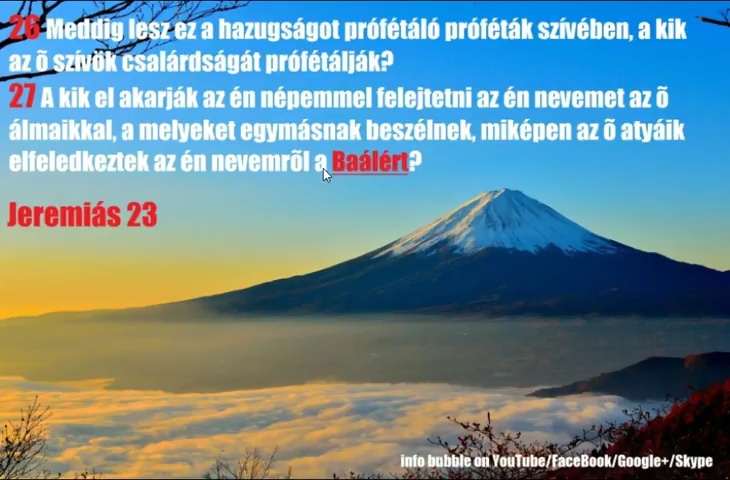 26 Meddig lesz ez a hazugságot prófétáló próféták szívében, a kik
az õ szívök csalárdságát prófétálják?
27 A kik el akarják az én népemmel felejtetni az én nevemet az õ
álmaikkal, a melyeket egymásnak beszélnek, miképen az õ atyáik
elfeledkeztek az én nevemrõl a Baálért?
Jeremiás 23
info bubble on YouTube/FaceBook/Google+/Skype